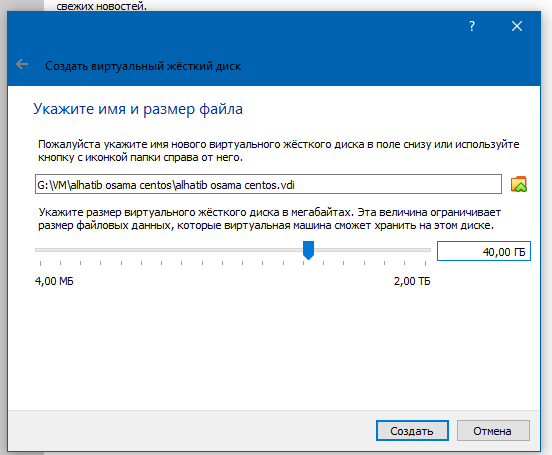 свежих новостей.
?
Создать виртуальный жёсткий диск
Укажите имя и размер файла
Пожалуйста укажите имя нового виртуального жёсткого диска в поле снизу или используйте
кнопку с иконкой папки справа от него.
G:\VM\alhatib osama centos\alhatib osama centos.vdi
Укажите размер виртуального жёсткого диска в мегабайтах. Эта величина ограничивает
размер файловых данных, которые виртуальная машина сможет хранить на этом диске.
40,00 ГБ
4,00 МБ 2,00 ТБ
Создать Отмена